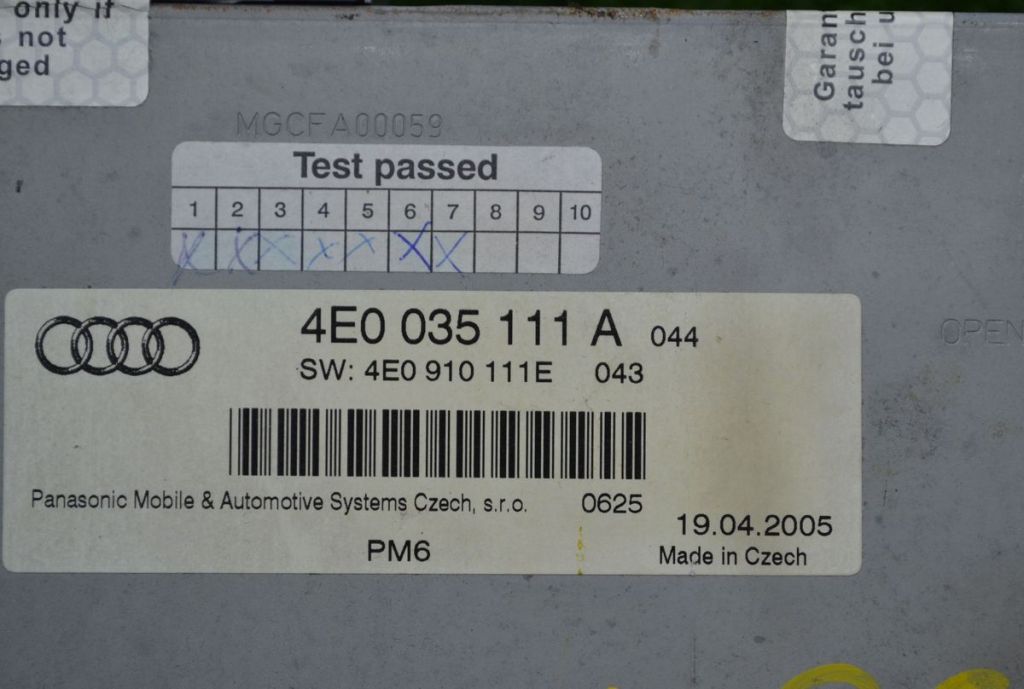 only if
not
ged
Garan
tausch
bei u
MGCFA00059
Test passed
1 2 3 4 5 6 7 8 9 10
X X X X X X X
4E0 035 111 A 044
SW: 4E0 910 111E 043
Panasonic Mobile & Automotive Systems Czech, s.r.o. 0625
19.04.2005
PM6
Made in Czech
OPEN